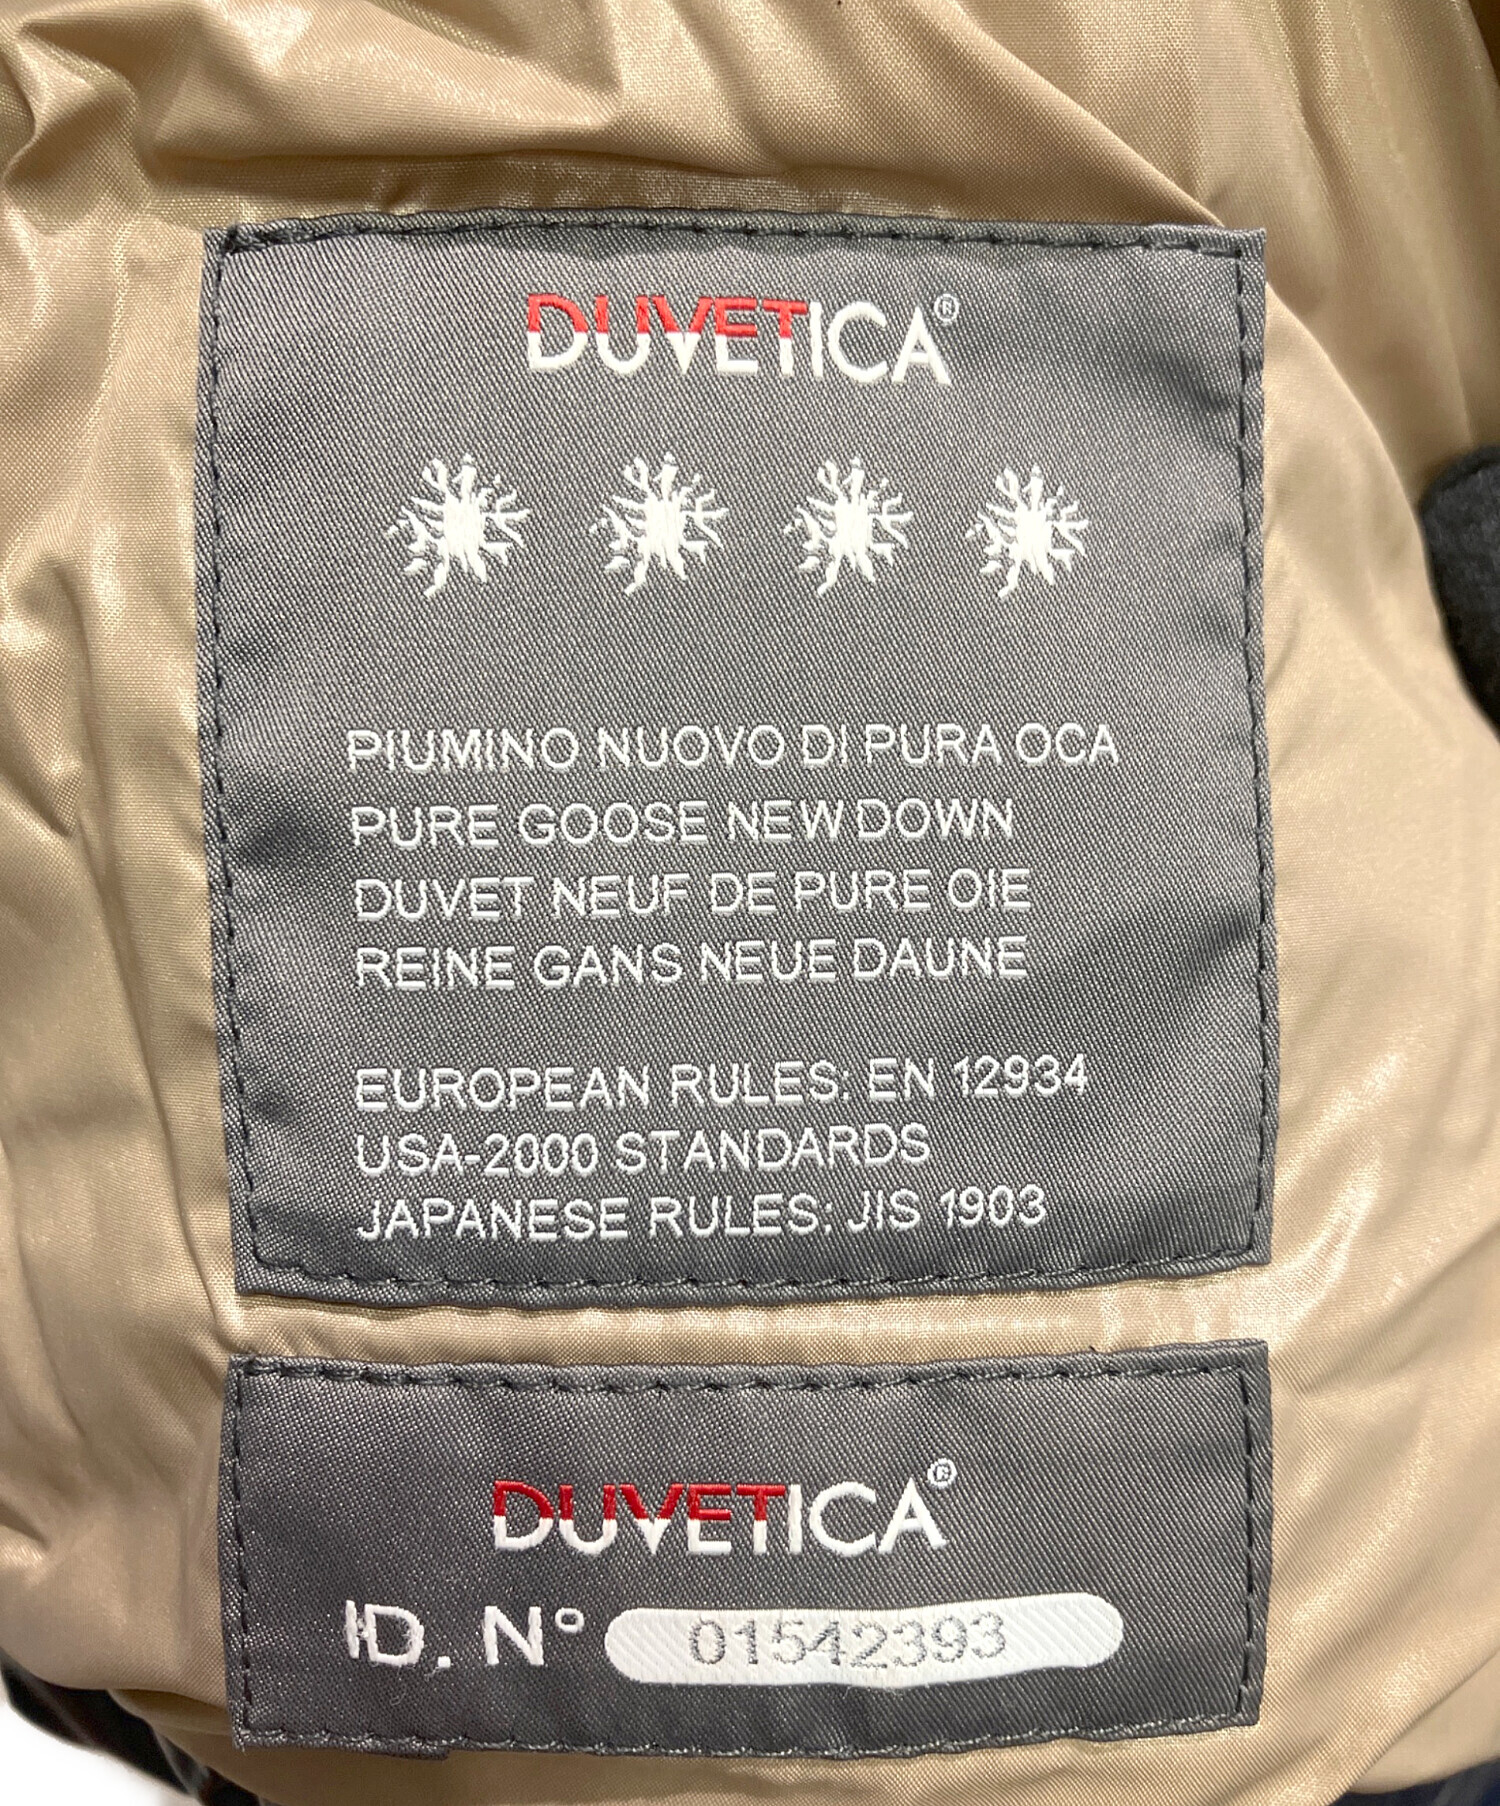 DUVETICA®
PIUMINO NUOVO DI PURA OCA
PURE GOOSE NEW DOWN
DUVET NEUF DE PURE OIE
REINE GANS NEUE DAUNE
EUROPEAN RULES: EN 12934
USA-2000 STANDARDS
JAPANESE RULES: JIS 1903
DUVETICA®
ID. N° 01542393